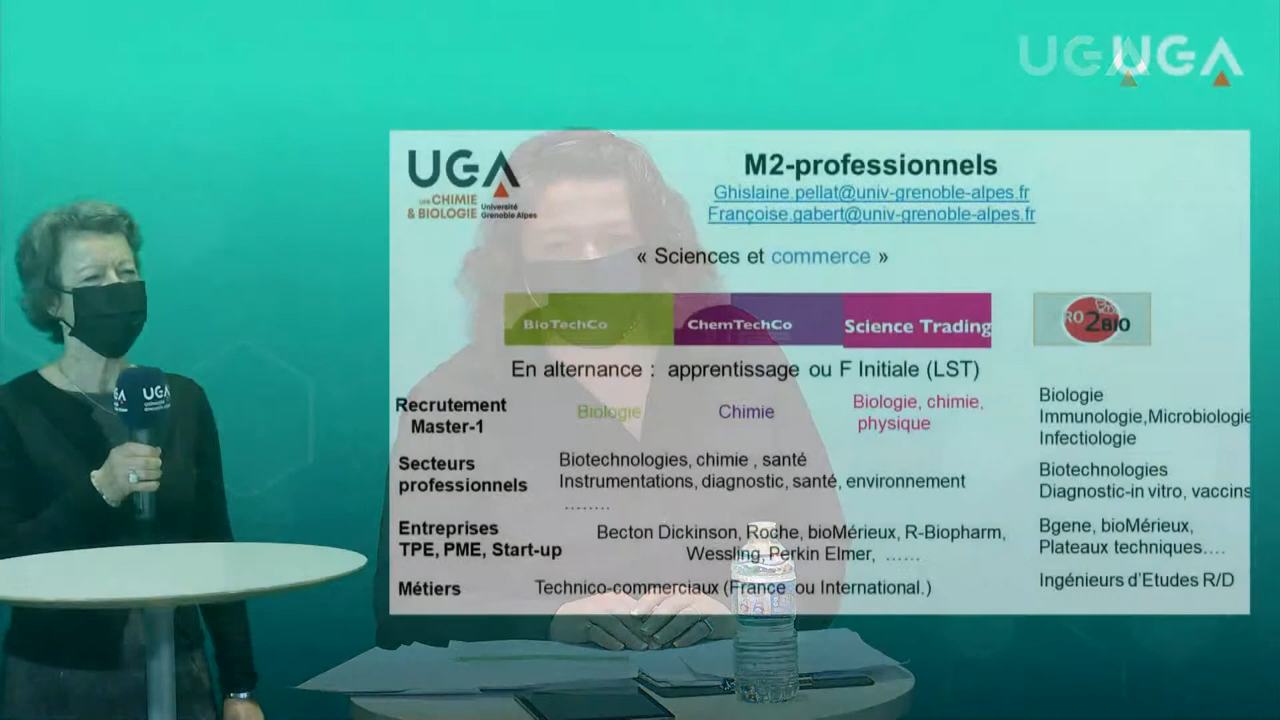 UGA
UGA
UGA
UFR CHIMIE
& BIOLOGIE
Université
Grenoble Alpes
M2-professionnels
Ghislaine.pellat@univ-grenoble-alpes.fr
Françoise.gabert@univ-grenoble-alpes.fr
« Sciences et commerce »
BioTechCo
ChemTechCo
Science Trading
RO2BIO
En alternance : apprentissage ou F Initiale (LST)
Recrutement
Master-1
Biologie
Chimie
Biologie, chimie,
physique
Biologie
Immunologie,Microbiologie
Infectiologie
Secteurs
professionnels
Biotechnologies, chimie , santé
Instrumentations, diagnostic, santé, environnement
........
Biotechnologies
Diagnostic-in vitro, vaccins
Entreprises
TPE, PME, Start-up
Becton Dickinson, Roche, bioMérieux, R-Biopharm,
Wessling, Perkin Elmer, ……
Bgene, bioMérieux,
Plateaux techniques….
Métiers
Technico-commerciaux (France ou International.)
Ingénieurs d'Etudes R/D
UGA